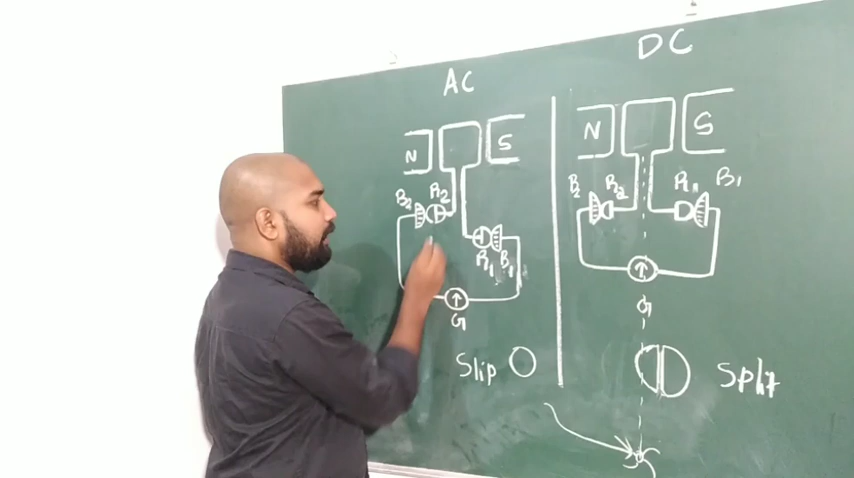 AC
N S
B2 R2
R1 B1
G
Slip
DC
N S
B2 R2 R1 B1
G
Split